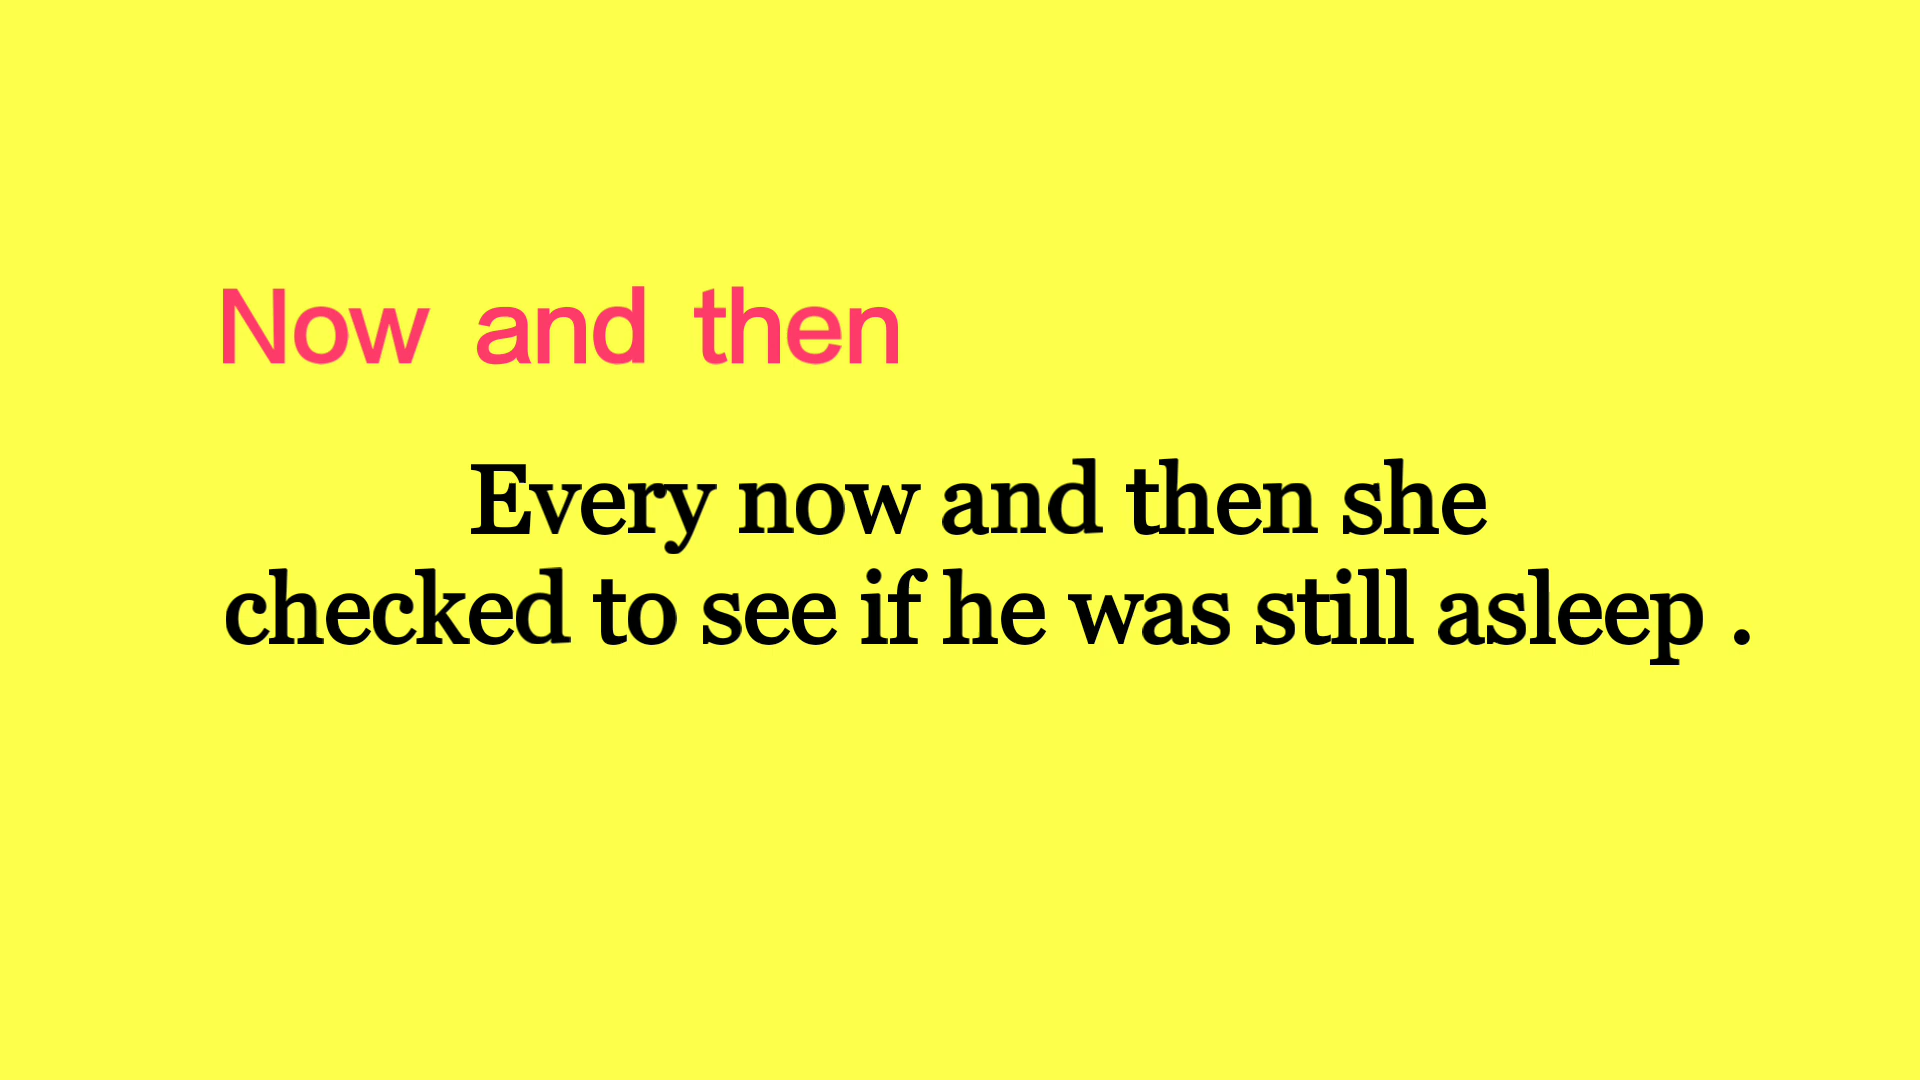 Now and then
Every now and then she
checked to see if he was still asleep .